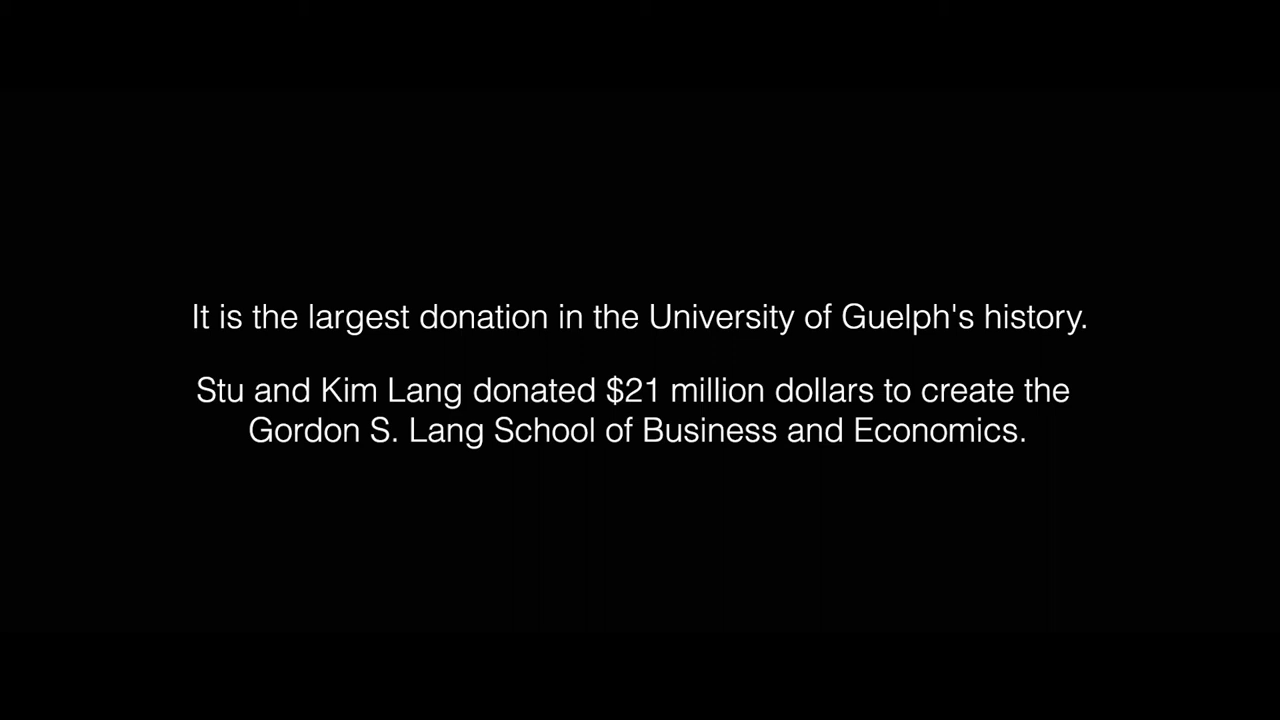 It is the largest donation in the University of Guelph's history.
Stu and Kim Lang donated $21 million dollars to create the
Gordon S. Lang School of Business and Economics.